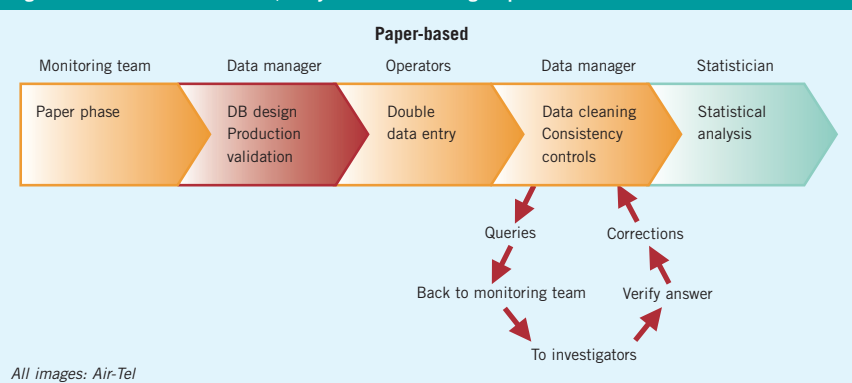 Paper-based
Monitoring team
Data manager
Operators
Data manager
Statistician
Paper phase
DB design
Production
validation
Double
data entry
Data cleaning
Consistency
controls
Statistical
analysis
Queries
Corrections
Back to monitoring team
Verify answer
To investigators
All images: Air-Tel